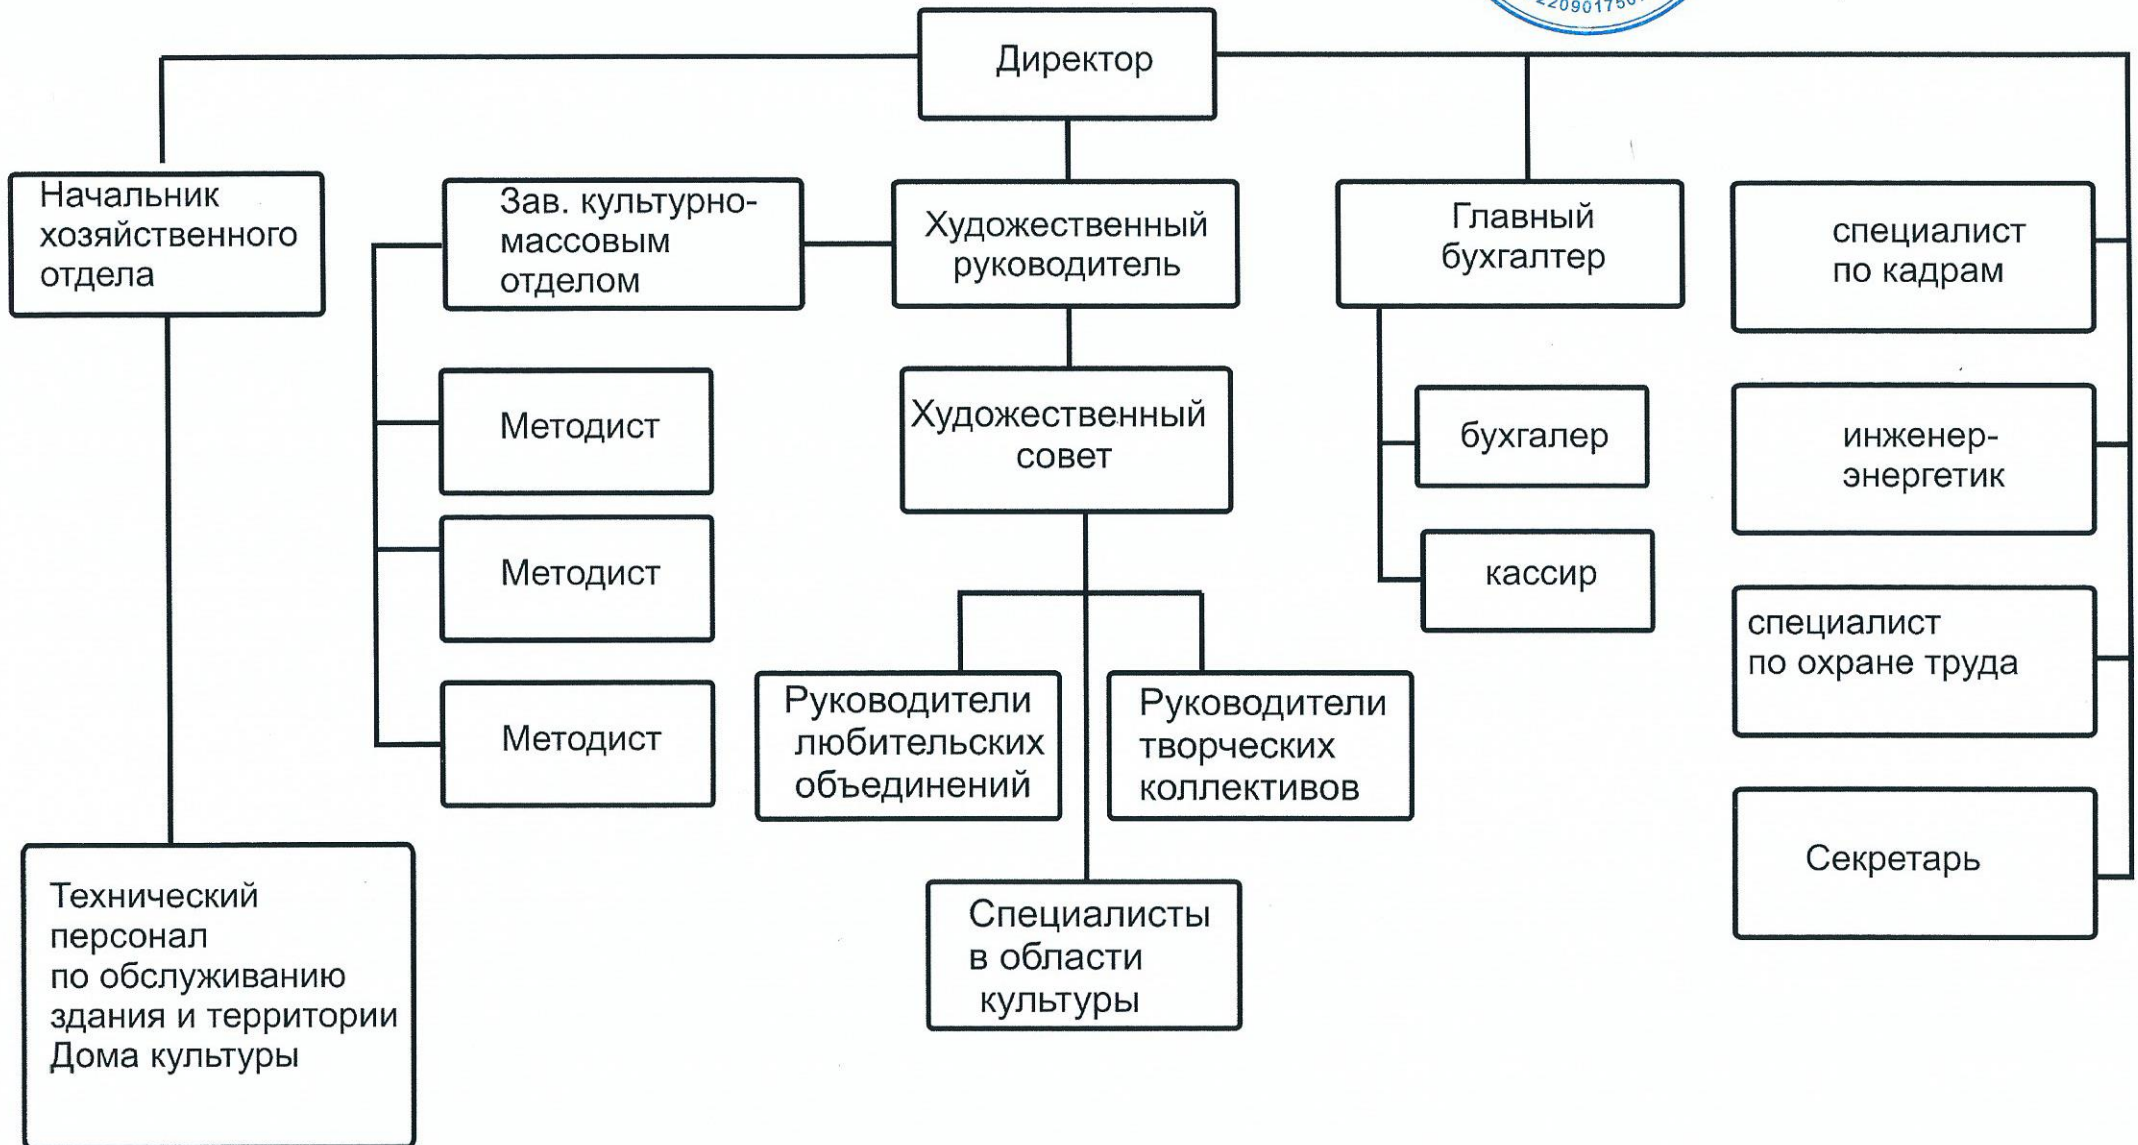 Директор
Начальник
хозяйственного
отдела
Зав. культурно-
массовым
отделом
Художественный
руководитель
Главный
бухгалтер
специалист
по кадрам
Методист
Художественный
совет
бухгалер
инженер-
энергетик
Методист
кассир
специалист
по охране труда
Методист
Руководители
любительских
объединений
Руководители
творческих
коллективов
Секретарь
Технический
персонал
по обслуживанию
здания и территории
Дома культуры
Специалисты
в области
культуры